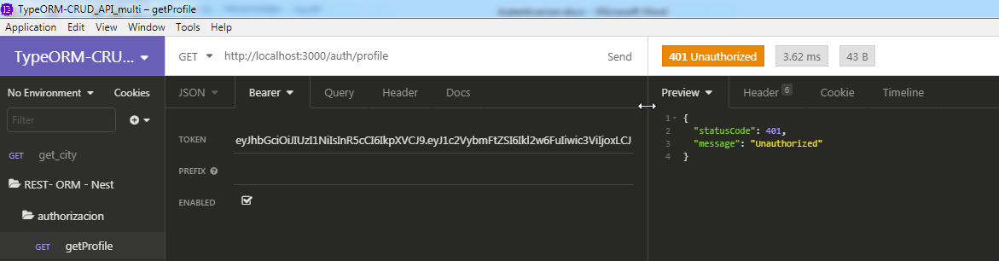 TypeORM-CRUD_API_multi – getProfile
Application Edit View Window Tools Help
TypeORM-CRU...
GET http://localhost:3000/auth/profile Send
401 Unauthorized 3.62 ms 43 B
No Environment Cookies
JSON Bearer Query Header Docs
Preview Header 6 Cookie Timeline
Filter
GET get_city
REST- ORM - Nest
authorizacion
GET getProfile
TOKEN eyJhbGciOiJIUzI1NiIsInR5cCI6IkpXVCJ9.eyJ1c2VybmFtZSI6Ikl2w6FuIiwic3ViIjoxLCJ
PREFIX
ENABLED
1 {
2 "statusCode": 401,
3 "message": "Unauthorized"
4 }